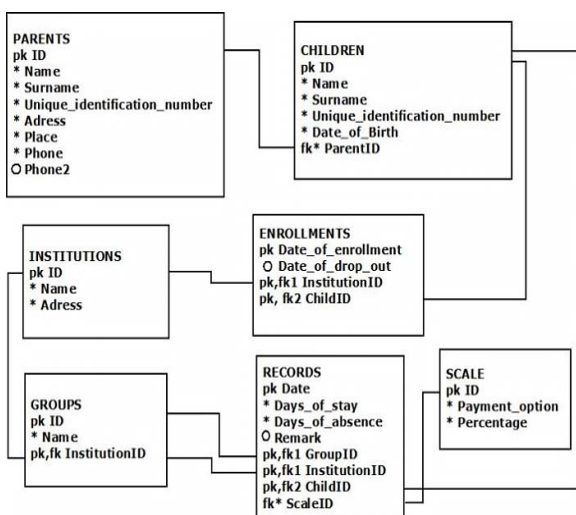 PARENTS
pk ID
* Name
* Surname
* Unique_identification_number
* Adress
* Place
* Phone
O Phone2
CHILDREN
pk ID
* Name
* Surname
* Unique_identification_number
* Date_of_Birth
fk* ParentID
INSTITUTIONS
pk ID
* Name
* Adress
ENROLLMENTS
pk Date_of_enrollment
O Date_of_drop_out
pk,fk1 InstitutionID
pk, fk2 ChildID
GROUPS
pk ID
* Name
pk,fk InstitutionID
RECORDS
pk Date
* Days_of_stay
* Days_of_absence
O Remark
pk,fk1 GroupID
pk,fk1 InstitutionID
pk,fk2 ChildID
fk* ScaleID
SCALE
pk ID
* Payment_option
* Percentage